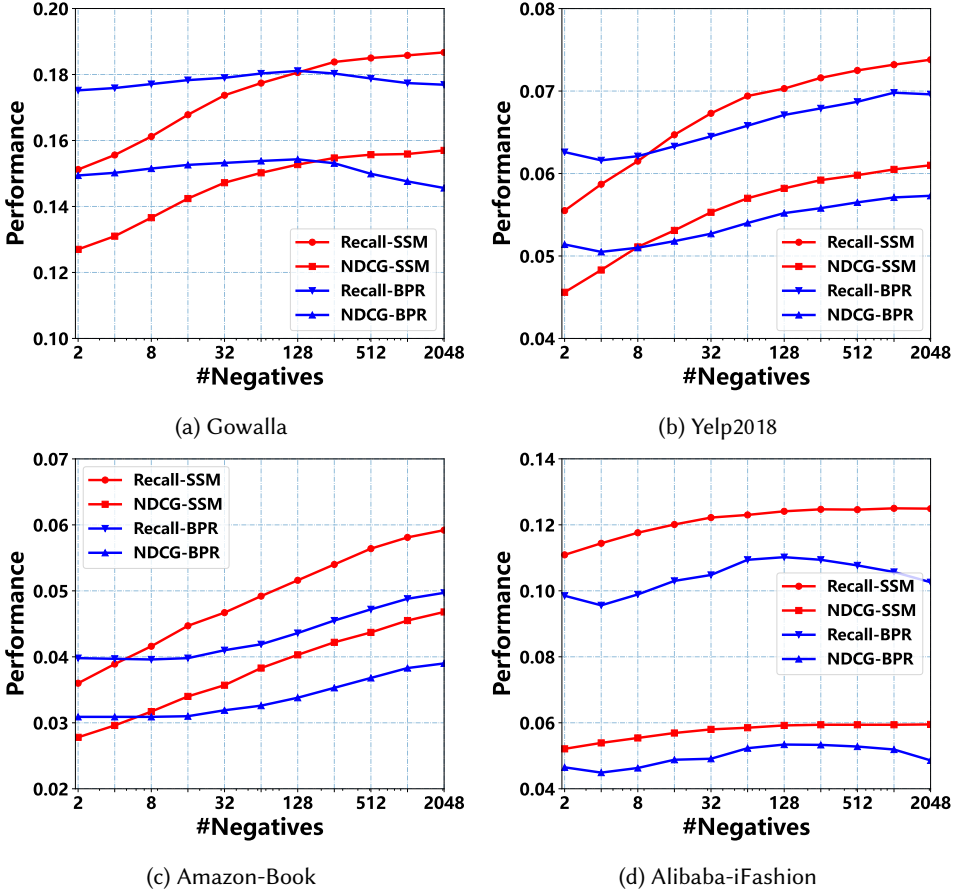 0.20
0.18
0.16
0.14
0.12
0.10
Performance
Recall-SSM
NDCG-SSM
Recall-BPR
NDCG-BPR
2 8 32 128 512 2048
#Negatives
(a) Gowalla
0.08
0.07
0.06
0.05
0.04
Performance
Recall-SSM
NDCG-SSM
Recall-BPR
NDCG-BPR
2 8 32 128 512 2048
#Negatives
(b) Yelp2018
0.07
0.06
0.05
0.04
0.03
0.02
Performance
Recall-SSM
NDCG-SSM
Recall-BPR
NDCG-BPR
2 8 32 128 512 2048
#Negatives
(c) Amazon-Book
0.14
0.12
0.10
0.08
0.06
0.04
Performance
Recall-SSM
NDCG-SSM
Recall-BPR
NDCG-BPR
2 8 32 128 512 2048
#Negatives
(d) Alibaba-iFashion